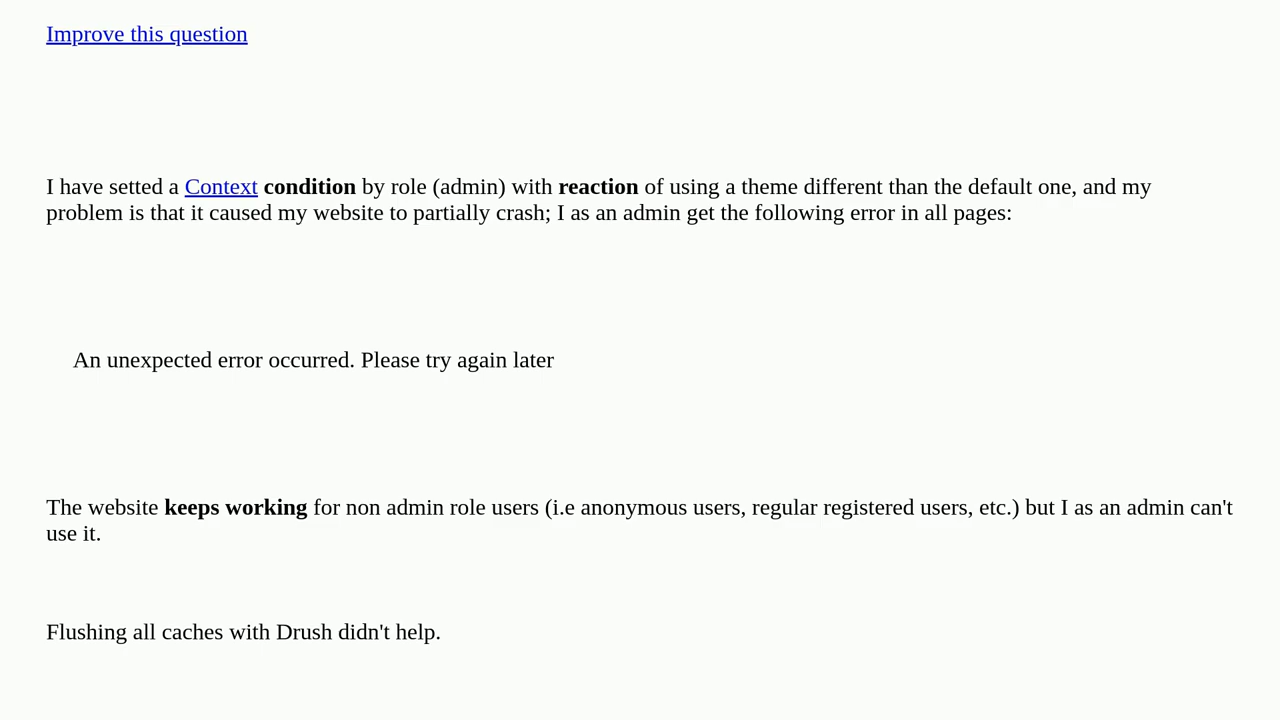 Improve this question
I have setted a Context condition by role (admin) with reaction of using a theme different than the default one, and my
problem is that it caused my website to partially crash; I as an admin get the following error in all pages:
An unexpected error occurred. Please try again later
The website keeps working for non admin role users (i.e anonymous users, regular registered users, etc.) but I as an admin can't
use it.
Flushing all caches with Drush didn't help.